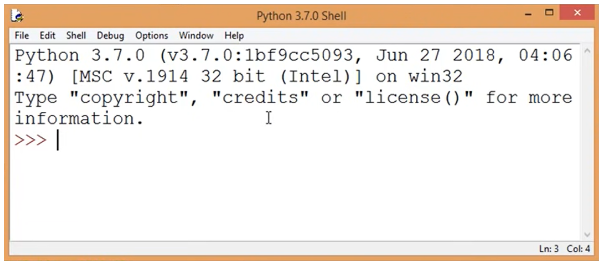 Python 3.7.0 Shell
File Edit Shell Debug Options Window Help
Python 3.7.0 (v3.7.0:1bf9cc5093, Jun 27 2018, 04:06
:47) [MSC v.1914 32 bit (Intel)] on win32
Type "copyright", "credits" or "license()" for more
information.
>>>
Ln: 3 Col: 4